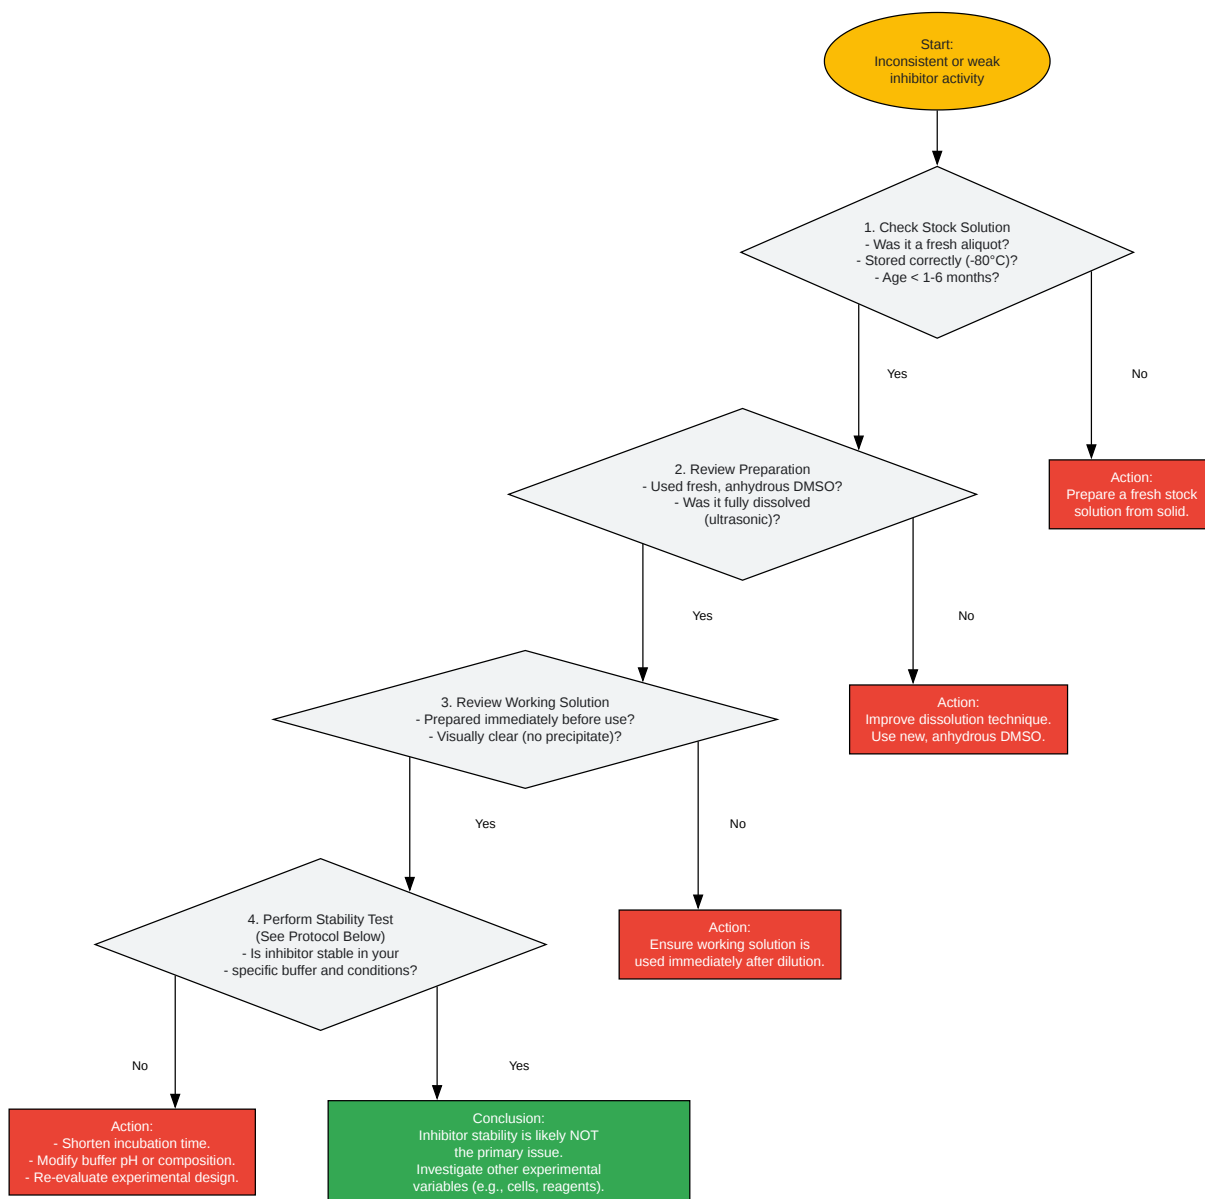 Start:
Inconsistent or weak
inhibitor activity
1. Check Stock Solution
- Was it a fresh aliquot?
- Stored correctly (-80°C)?
- Age < 1-6 months?
Yes
No
2. Review Preparation
- Used fresh, anhydrous DMSO?
- Was it fully dissolved
(ultrasonic)?
Action:
Prepare a fresh stock
solution from solid.
Yes
No
3. Review Working Solution
- Prepared immediately before use?
- Visually clear (no precipitate)?
Action:
Improve dissolution technique.
Use new, anhydrous DMSO.
Yes
No
4. Perform Stability Test
(See Protocol Below)
- Is inhibitor stable in your
- specific buffer and conditions?
Action:
Ensure working solution is
used immediately after dilution.
No
Yes
Action:
- Shorten incubation time.
- Modify buffer pH or composition.
- Re-evaluate experimental design.
Conclusion:
Inhibitor stability is likely NOT
the primary issue.
Investigate other experimental
variables (e.g., cells, reagents).